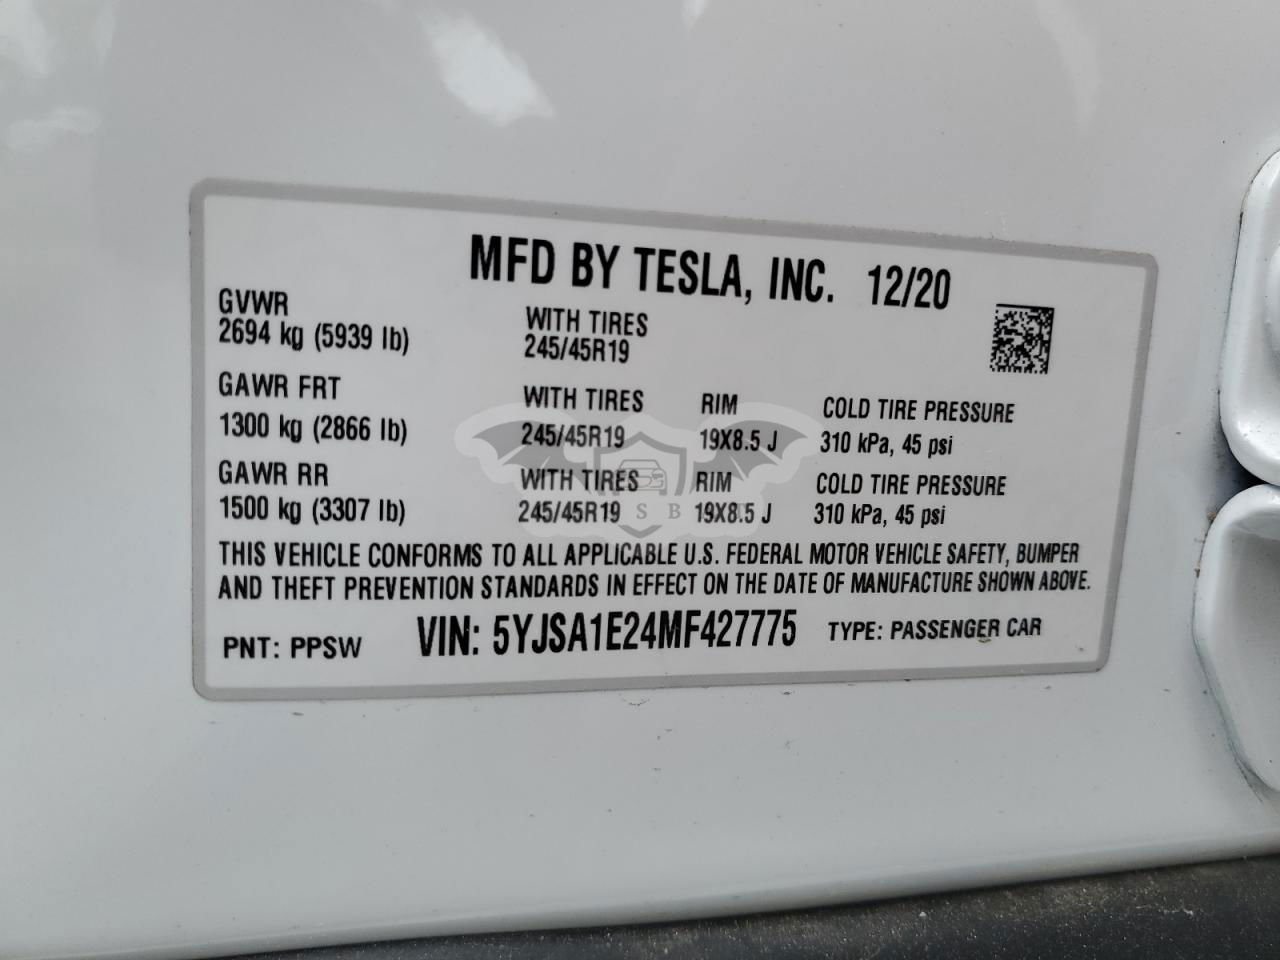 MFD BY TESLA, INC. 12/20
GVWR
2694 kg (5939 lb)
WITH TIRES
245/45R19
GAWR FRT
1300 kg (2866 lb)
WITH TIRES
245/45R19
RIM
19X8.5 J
COLD TIRE PRESSURE
310 kPa, 45 psi
GAWR RR
1500 kg (3307 lb)
WITH TIRES
245/45R19
RIM
19X8.5 J
COLD TIRE PRESSURE
310 kPa, 45 psi
THIS VEHICLE CONFORMS TO ALL APPLICABLE U.S. FEDERAL MOTOR VEHICLE SAFETY, BUMPER
AND THEFT PREVENTION STANDARDS IN EFFECT ON THE DATE OF MANUFACTURE SHOWN ABOVE.
PNT: PPSW VIN: 5YJSA1E24MF427775 TYPE: PASSENGER CAR